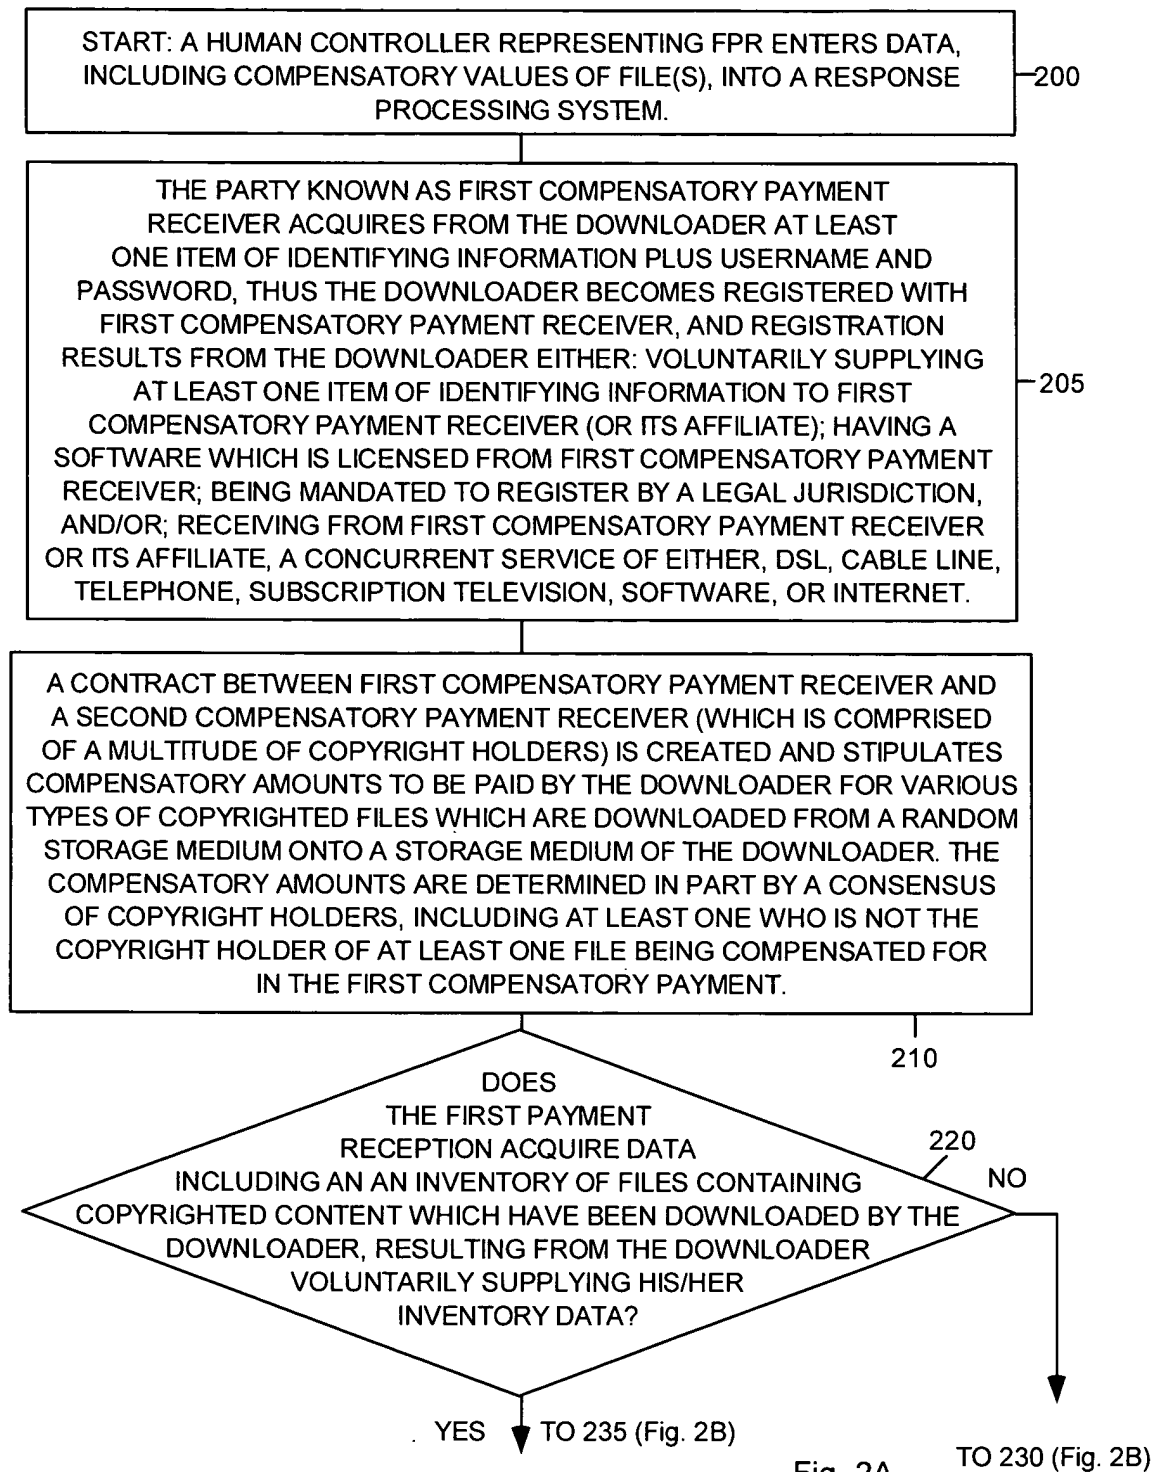 START: A HUMAN CONTROLLER REPRESENTING FPR ENTERS DATA,
INCLUDING COMPENSATORY VALUES OF FILE(S), INTO A RESPONSE
PROCESSING SYSTEM.
200
THE PARTY KNOWN AS FIRST COMPENSATORY PAYMENT
RECEIVER ACQUIRES FROM THE DOWNLOADER AT LEAST
ONE ITEM OF IDENTIFYING INFORMATION PLUS USERNAME AND
PASSWORD, THUS THE DOWNLOADER BECOMES REGISTERED WITH
FIRST COMPENSATORY PAYMENT RECEIVER, AND REGISTRATION
RESULTS FROM THE DOWNLOADER EITHER: VOLUNTARILY SUPPLYING
AT LEAST ONE ITEM OF IDENTIFYING INFORMATION TO FIRST
COMPENSATORY PAYMENT RECEIVER (OR ITS AFFILIATE); HAVING A
SOFTWARE WHICH IS LICENSED FROM FIRST COMPENSATORY PAYMENT
RECEIVER; BEING MANDATED TO REGISTER BY A LEGAL JURISDICTION,
AND/OR; RECEIVING FROM FIRST COMPENSATORY PAYMENT RECEIVER
OR ITS AFFILIATE, A CONCURRENT SERVICE OF EITHER, DSL, CABLE LINE,
TELEPHONE, SUBSCRIPTION TELEVISION, SOFTWARE, OR INTERNET.
205
A CONTRACT BETWEEN FIRST COMPENSATORY PAYMENT RECEIVER AND
A SECOND COMPENSATORY PAYMENT RECEIVER (WHICH IS COMPRISED
OF A MULTITUDE OF COPYRIGHT HOLDERS) IS CREATED AND STIPULATES
COMPENSATORY AMOUNTS TO BE PAID BY THE DOWNLOADER FOR VARIOUS
TYPES OF COPYRIGHTED FILES WHICH ARE DOWNLOADED FROM A RANDOM
STORAGE MEDIUM ONTO A STORAGE MEDIUM OF THE DOWNLOADER. THE
COMPENSATORY AMOUNTS ARE DETERMINED IN PART BY A CONSENSUS
OF COPYRIGHT HOLDERS, INCLUDING AT LEAST ONE WHO IS NOT THE
COPYRIGHT HOLDER OF AT LEAST ONE FILE BEING COMPENSATED FOR
IN THE FIRST COMPENSATORY PAYMENT.
210
DOES
THE FIRST PAYMENT
RECEPTION ACQUIRE DATA
INCLUDING AN AN INVENTORY OF FILES CONTAINING
COPYRIGHTED CONTENT WHICH HAVE BEEN DOWNLOADED BY THE
DOWNLOADER, RESULTING FROM THE DOWNLOADER
VOLUNTARILY SUPPLYING HIS/HER
INVENTORY DATA?
220
NO
YES TO 235 (Fig. 2B)
TO 230 (Fig. 2B)
Fig. 2A